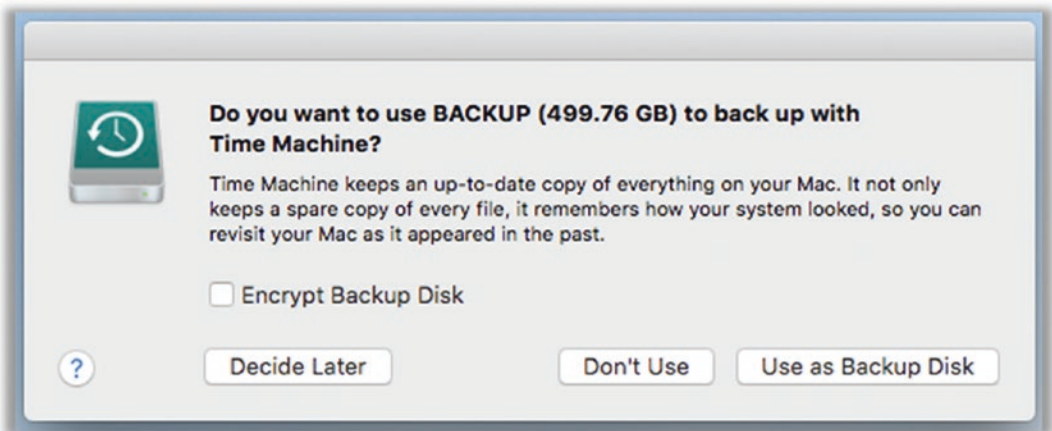 Do you want to use BACKUP (499.76 GB) to back up with
Time Machine?
Time Machine keeps an up-to-date copy of everything on your Mac. It not only
keeps a spare copy of every file, it remembers how your system looked, so you can
revisit your Mac as it appeared in the past.
Encrypt Backup Disk
? Decide Later Don't Use Use as Backup Disk